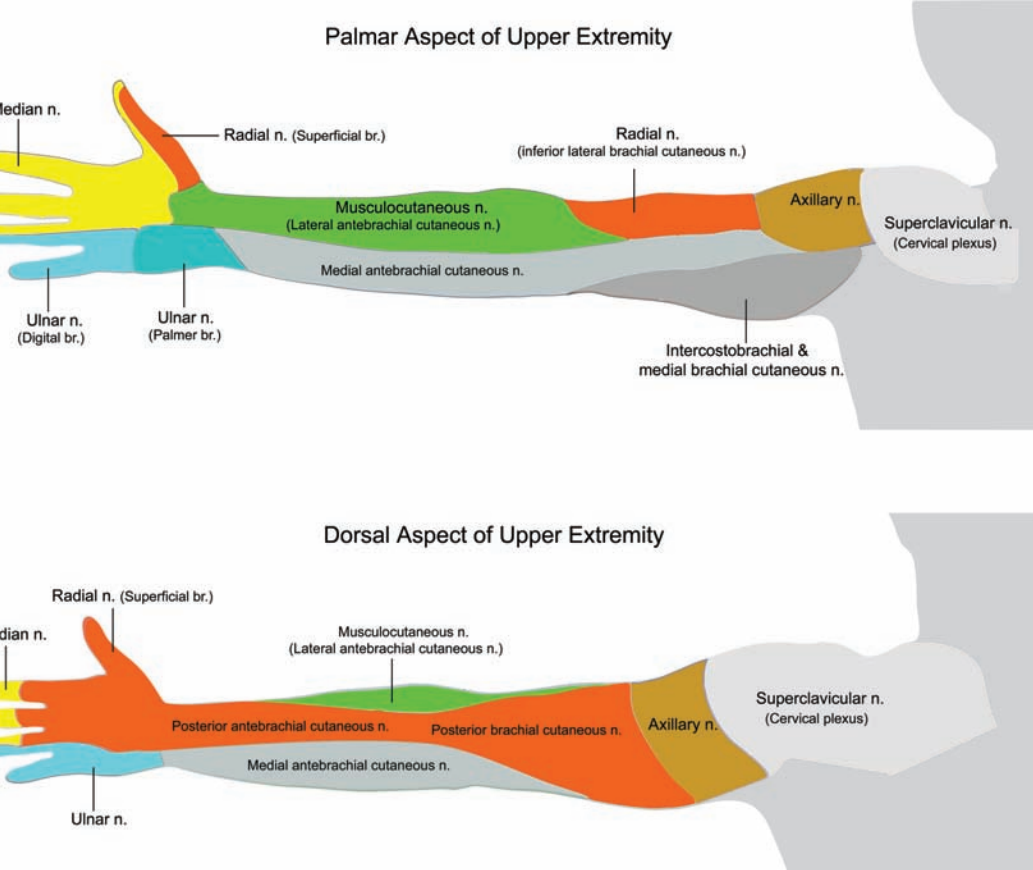 Palmar Aspect of Upper Extremity
Median n.
Radial n. (Superficial br.)
Radial n.
(inferior lateral brachial cutaneous n.)
Musculocutaneous n.
(Lateral antebrachial cutaneous n.)
Axillary n.
Superclavicular n.
(Cervical plexus)
Medial antebrachial cutaneous n.
Ulnar n.
(Digital br.)
Ulnar n.
(Palmer br.)
Intercostobrachial &
medial brachial cutaneous n.
Dorsal Aspect of Upper Extremity
Radial n. (Superficial br.)
dian n.
Musculocutaneous n.
(Lateral antebrachial cutaneous n.)
Posterior antebrachial cutaneous n.
Posterior brachial cutaneous n.
Axillary n.
Superclavicular n.
(Cervical plexus)
Medial antebrachial cutaneous n.
Ulnar n.